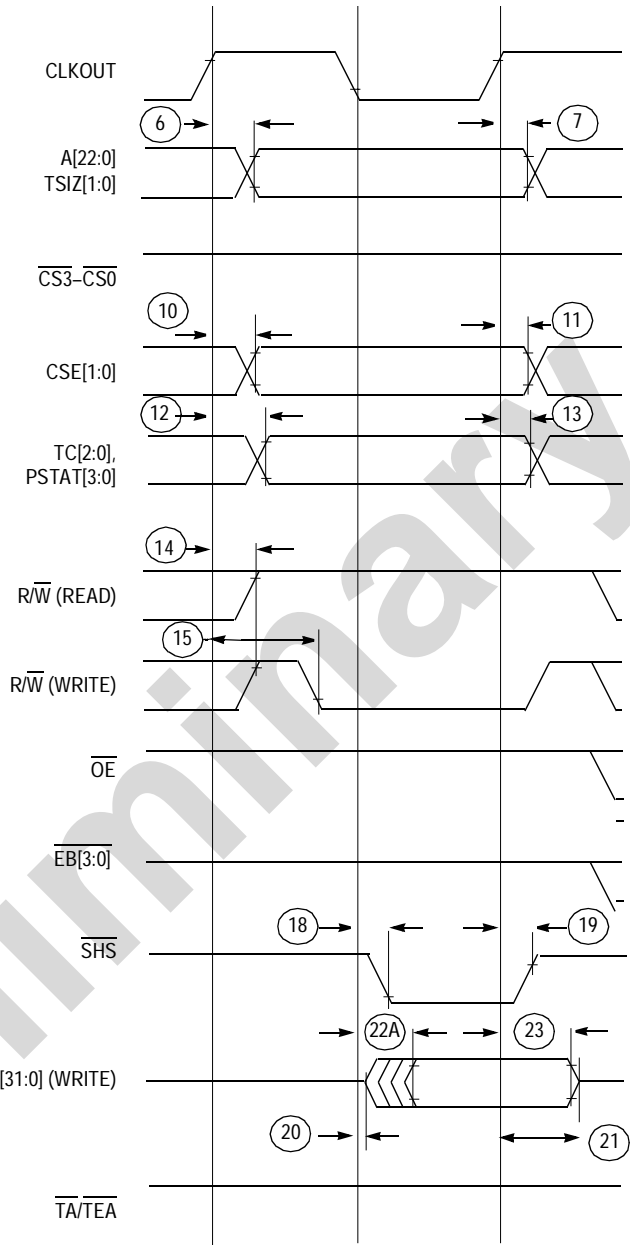 CLKOUT
6
7
A[22:0]
TSIZ[1:0]
CS3–CS0
10
11
CSE[1:0]
12
13
TC[2:0],
PSTAT[3:0]
14
R/W (READ)
15
R/W (WRITE)
OE
EB[3:0]
18
19
SHS
22A
23
[31:0] (WRITE)
20
21
TA/TEA
iminary